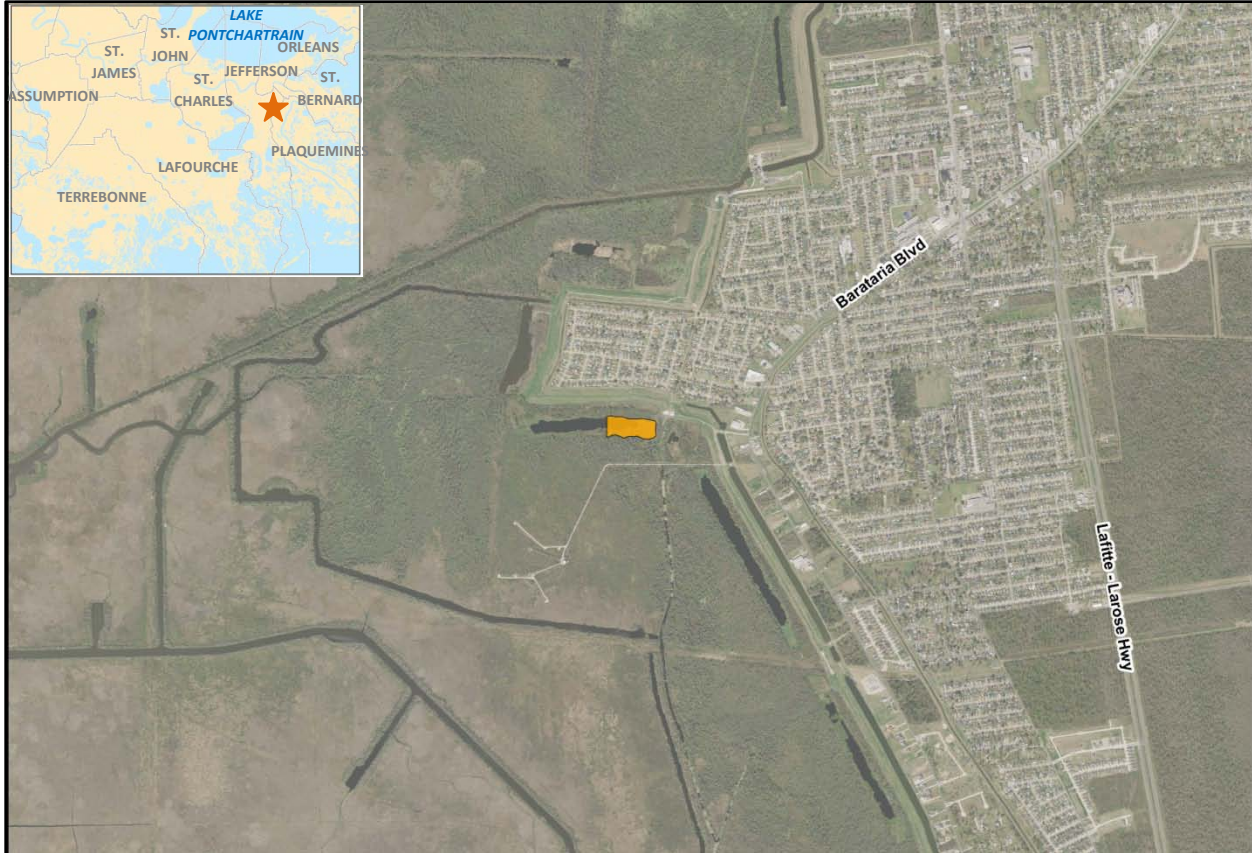 LAKE
PONTCHARTRAIN
ST.
JOHN
ORLEANS
ST.
JAMES
JEFFERSON
ST.
CHARLES
ST.
BERNARD
ASSUMPTION
PLAQUEMINES
LAFOURCHE
TERREBONNE
Barataria Blvd
Lafitte - Larose Hwy